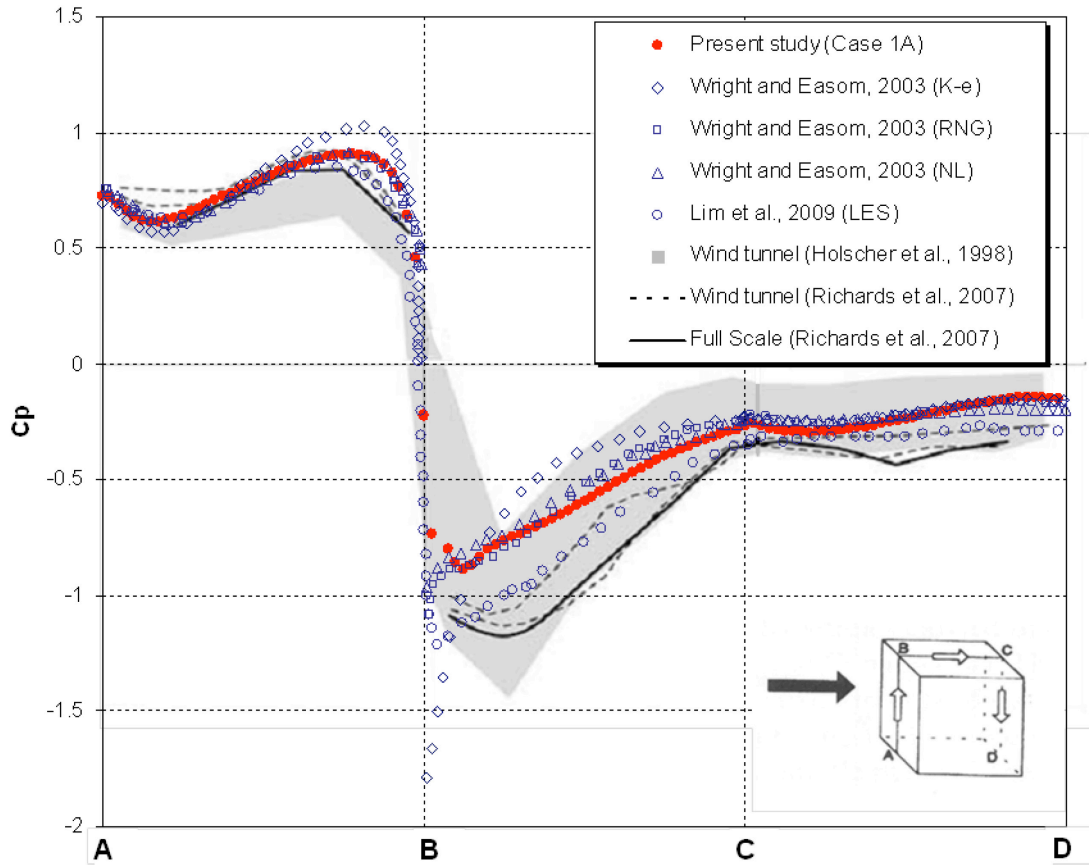 1.5
1
0.5
0
-0.5
-1
-1.5
-2
Cp
A
B
C
D
Present study (Case 1A)
Wright and Easom, 2003 (K-e)
Wright and Easom, 2003 (RNG)
Wright and Easom, 2003 (NL)
Lim et al., 2009 (LES)
Wind tunnel (Holscher et al., 1998)
Wind tunnel (Richards et al., 2007)
Full Scale (Richards et al., 2007)
B
C
A
D